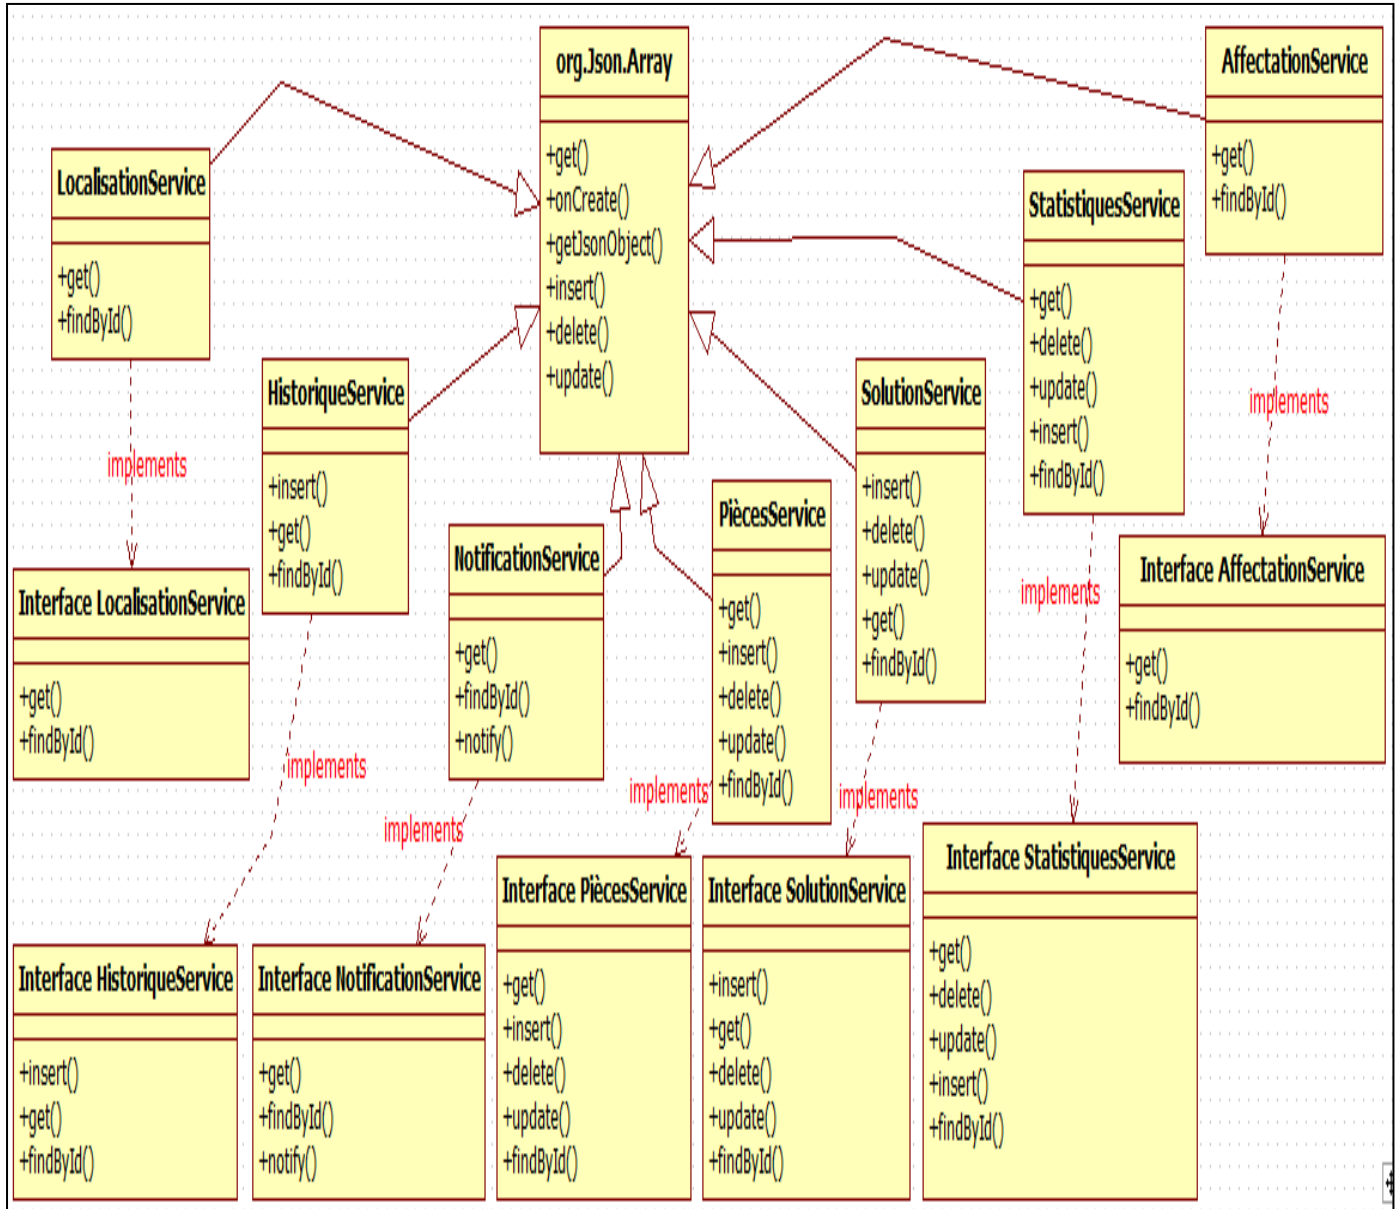 org.Json.Array
+get()
+onCreate()
+getJsonObject()
+insert()
+delete()
+update()
AffectationService
+get()
+findById()
LocalisationService
+get()
+findById()
StatistiquesService
+get()
+delete()
+update()
+insert()
+findById()
HistoriqueService
+insert()
+get()
+findById()
SolutionService
+insert()
+delete()
+update()
+get()
+findById()
implements
implements
PiècesService
+get()
+insert()
+delete()
+update()
+findById()
NotificationService
+get()
+findById()
+notify()
Interface LocalisationService
+get()
+findById()
Interface AffectationService
+get()
+findById()
implements
implements
implements
implements
implements
Interface StatistiquesService
+get()
+delete()
+update()
+insert()
+findById()
Interface PiècesService
+get()
+insert()
+delete()
+update()
+findById()
Interface SolutionService
+insert()
+get()
+delete()
+update()
+findById()
Interface HistoriqueService
+insert()
+get()
+findById()
Interface NotificationService
+get()
+findById()
+notify()